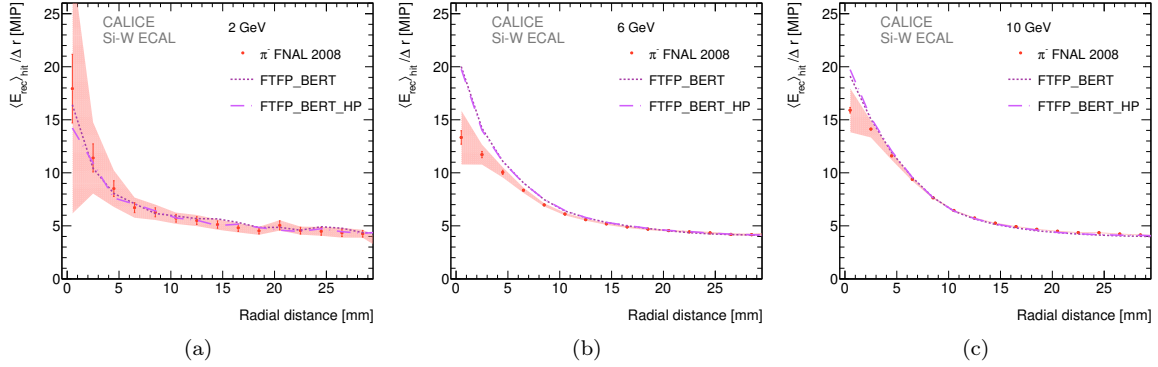 ⟨E_rec⟩_hit /Δ r [MIP]
25
20
15
10
5
0
0 5 10 15 20 25
Radial distance [mm]
CALICE
Si-W ECAL
2 GeV
π⁻ FNAL 2008
FTFP_BERT
FTFP_BERT_HP
(a)
⟨E_rec⟩_hit /Δ r [MIP]
25
20
15
10
5
0
0 5 10 15 20 25
Radial distance [mm]
CALICE
Si-W ECAL
6 GeV
π⁻ FNAL 2008
FTFP_BERT
FTFP_BERT_HP
(b)
⟨E_rec⟩_hit /Δ r [MIP]
25
20
15
10
5
0
0 5 10 15 20 25
Radial distance [mm]
CALICE
Si-W ECAL
10 GeV
π⁻ FNAL 2008
FTFP_BERT
FTFP_BERT_HP
(c)